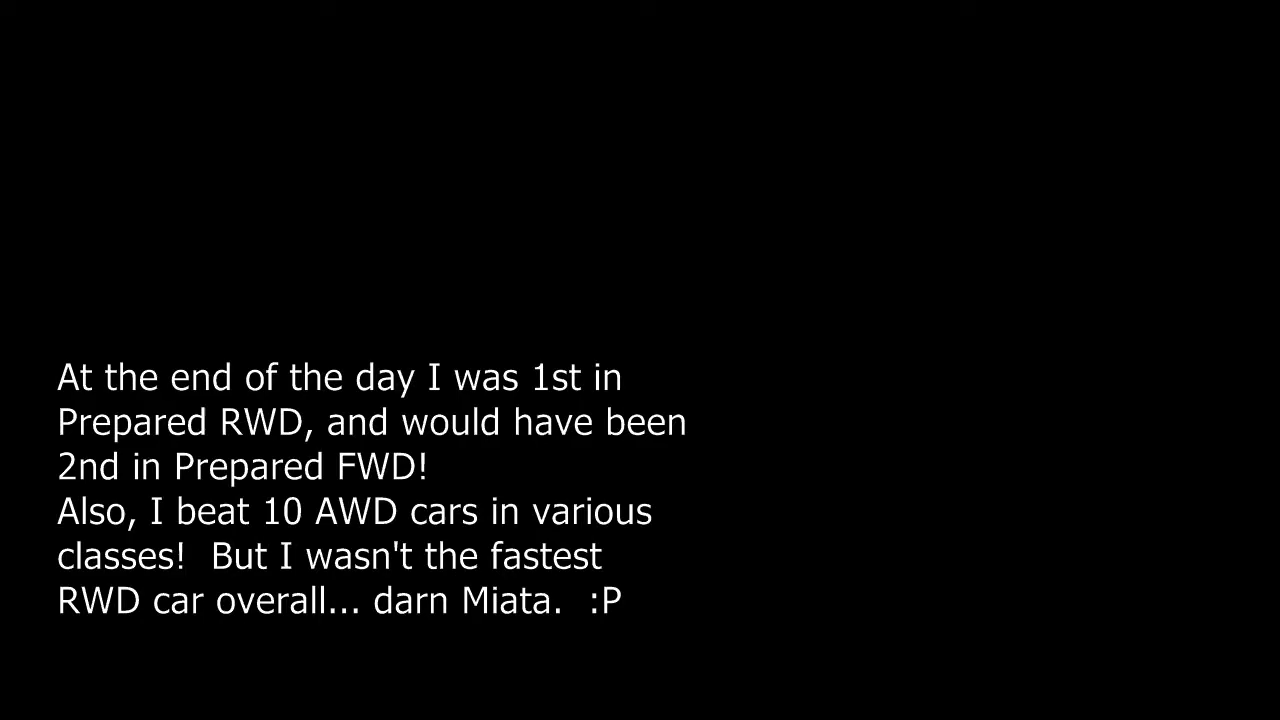 At the end of the day I was 1st in
Prepared RWD, and would have been
2nd in Prepared FWD!
Also, I beat 10 AWD cars in various
classes!  But I wasn't the fastest
RWD car overall... darn Miata.  :P